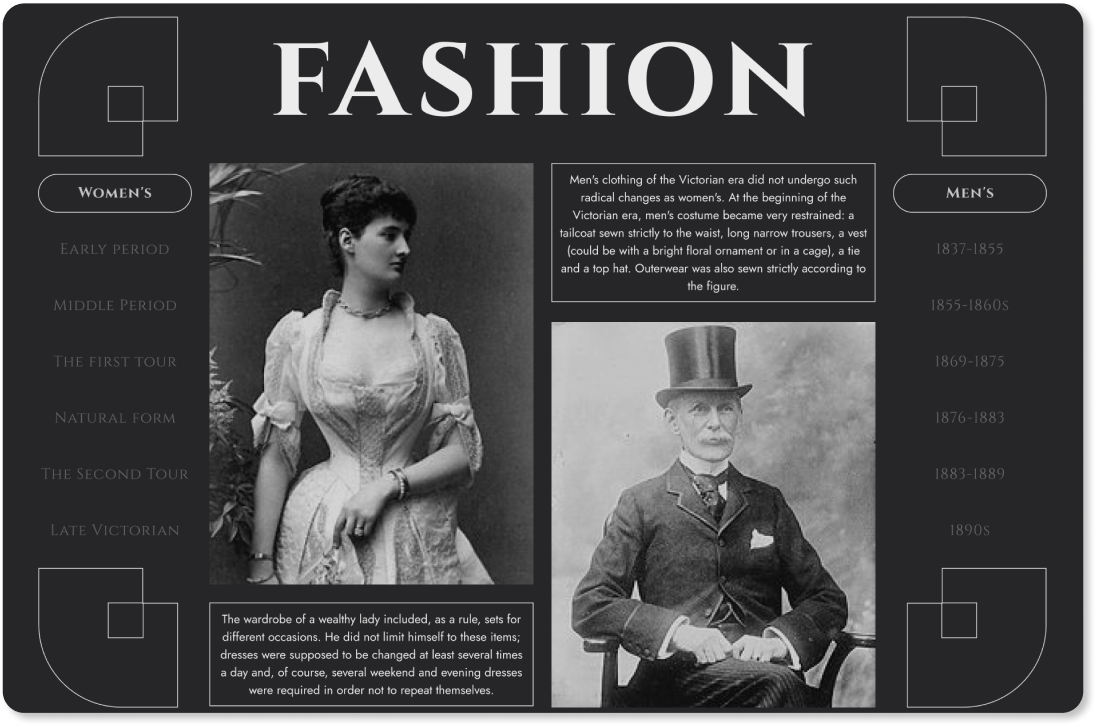 FASHION
WOMEN'S
EARLY PERIOD
MIDDLE PERIOD
THE FIRST TOUR
NATURAL FORM
THE SECOND TOUR
LATE VICTORIAN
The wardrobe of a wealthy lady included, as a rule, sets for
different occasions. He did not limit himself to these items;
dresses were supposed to be changed at least several times
a day and, of course, several weekend and evening dresses
were required in order not to repeat themselves.
Men's clothing of the Victorian era did not undergo such
radical changes as women's. At the beginning of the
Victorian era, men's costume became very restrained: a
tailcoat sewn strictly to the waist, long narrow trousers, a vest
(could be with a bright floral ornament or in a cage), a tie
and a top hat. Outerwear was also sewn strictly according to
the figure.
MEN'S
1837-1855
1855-1860S
1869-1875
1876-1883
1883-1889
1890S